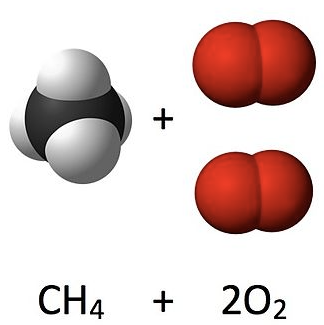 +
CH₄ + 2O₂